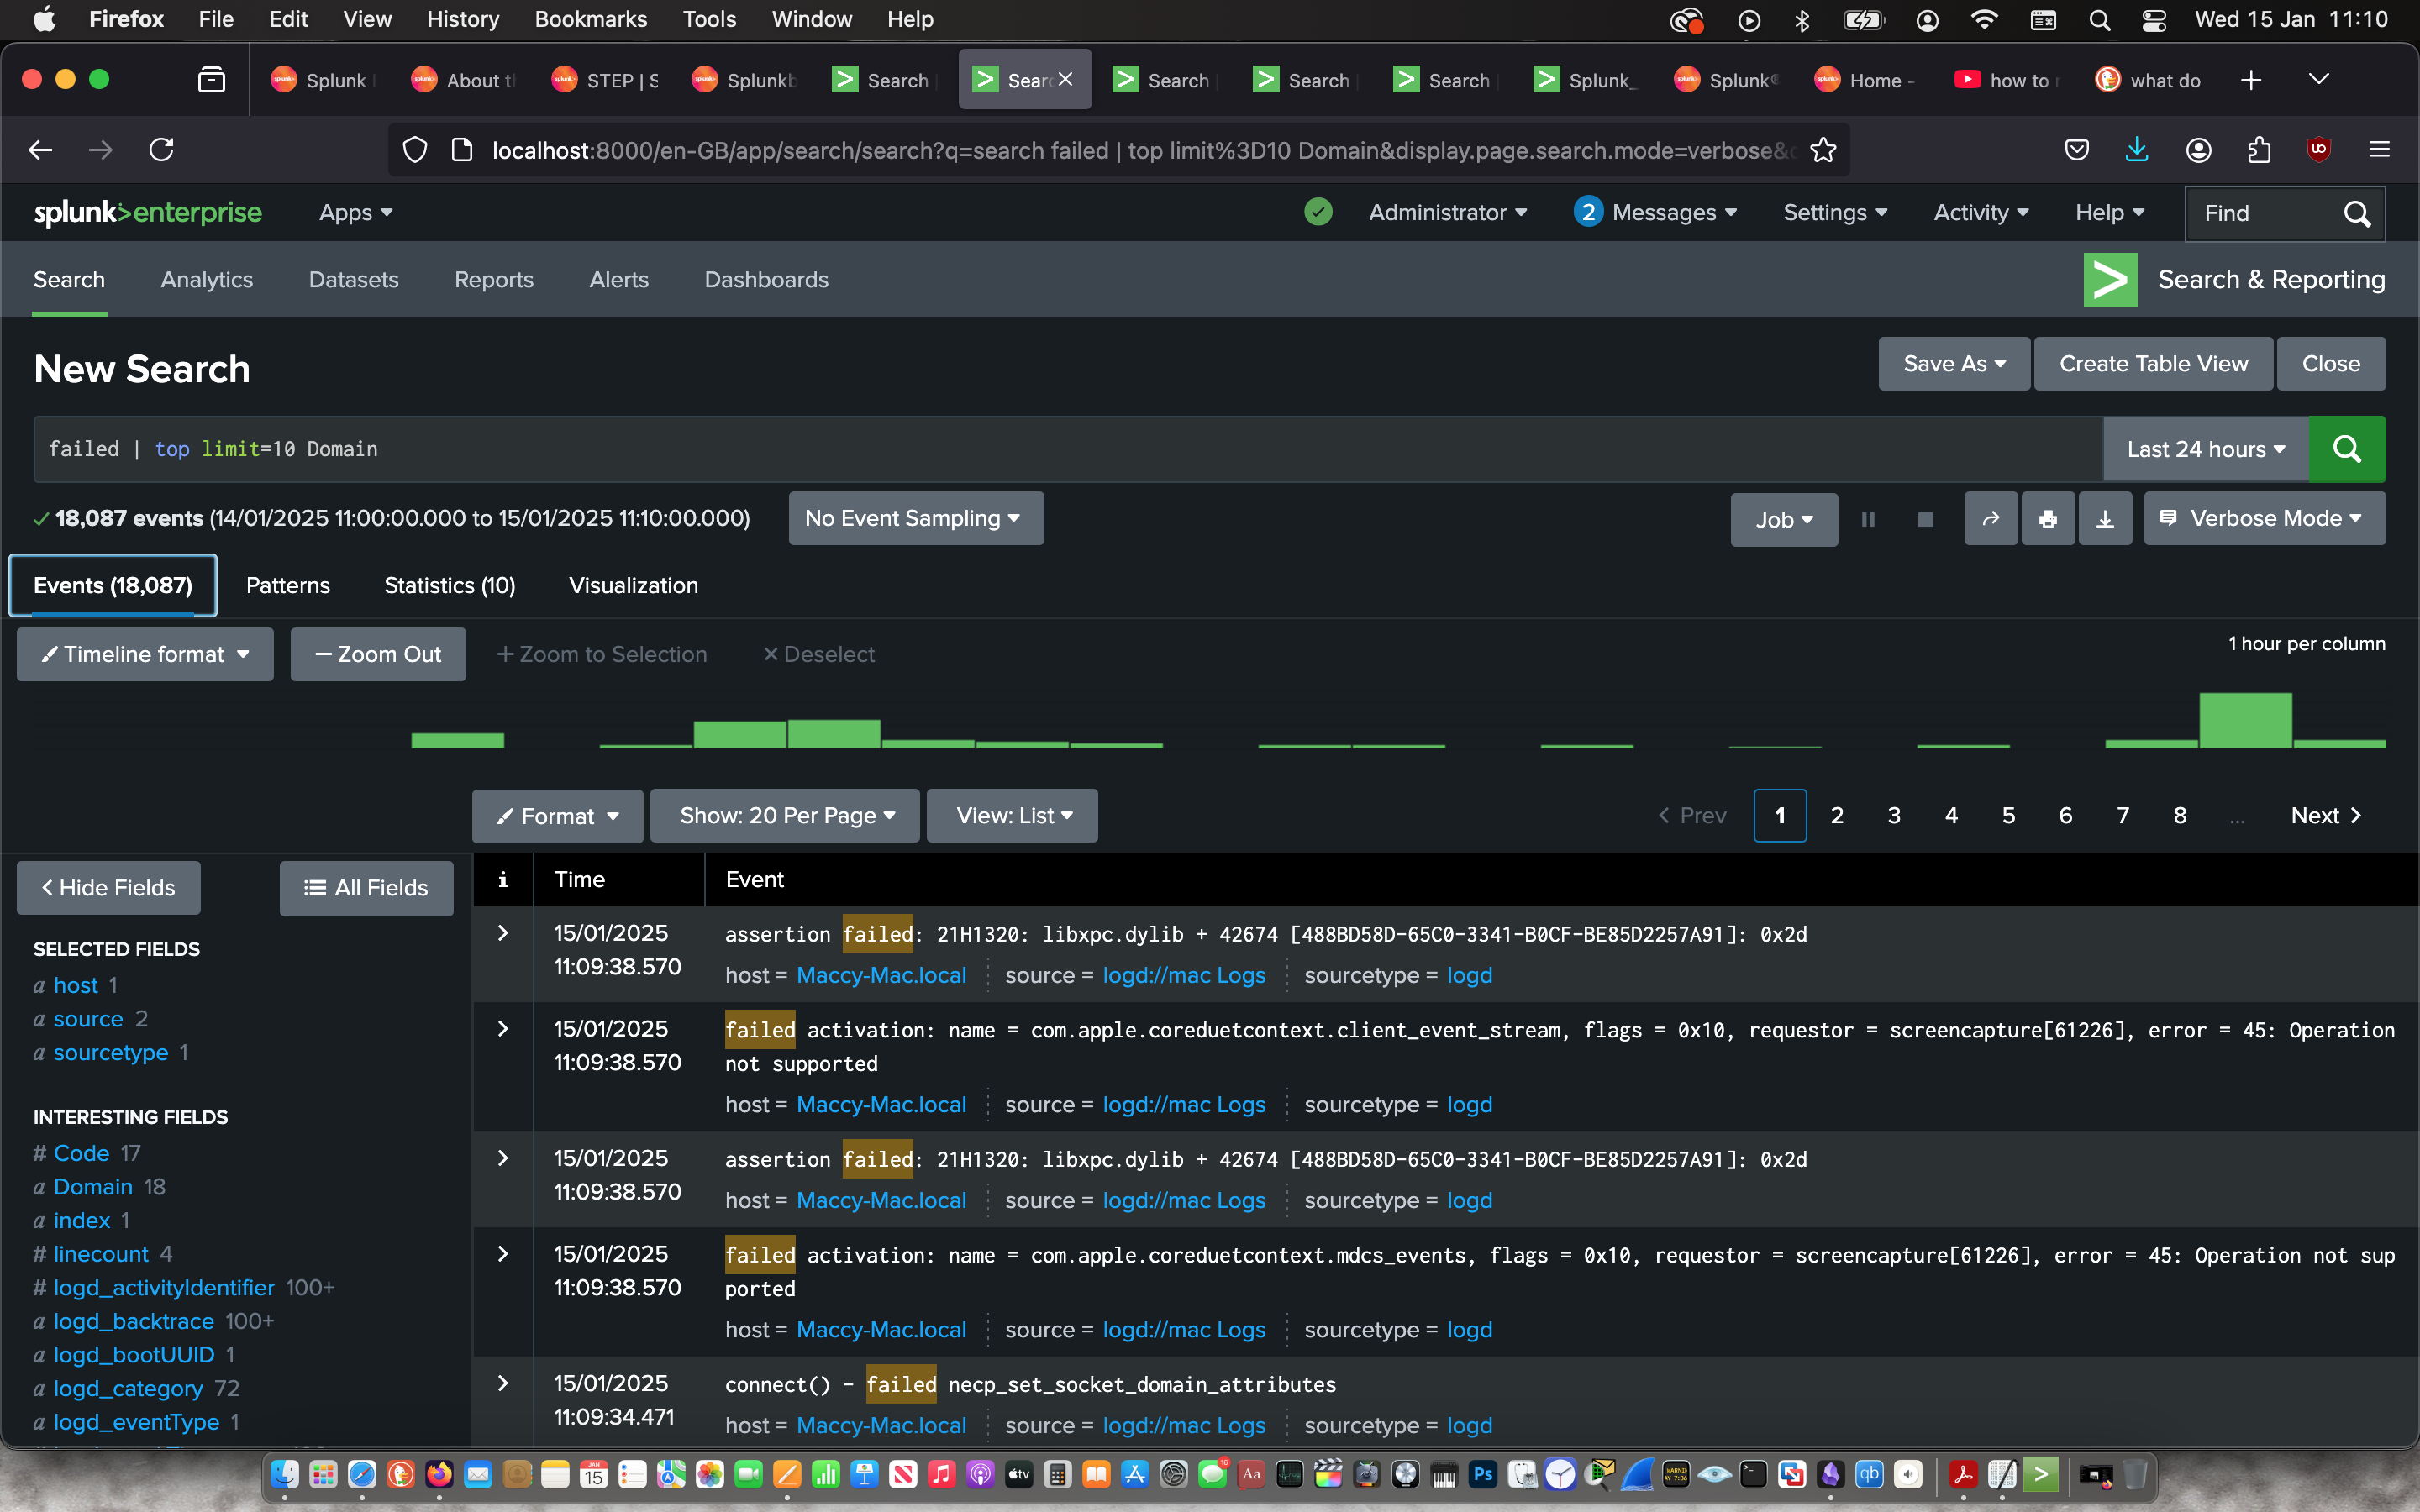 Firefox File Edit View History Bookmarks Tools Window Help Wed 15 Jan 11:10
Splunk About th STEP | S Splunkb Search Sear Search Search Search Splunk_ Splunk® Home - how to r what do
localhost:8000/en-GB/app/search/search?q=search failed | top limit%3D10 Domain&display.page.search.mode=verbose&
splunk>enterprise Apps Administrator 2 Messages Settings Activity Help Find
Search Analytics Datasets Reports Alerts Dashboards Search & Reporting
New Search Save As Create Table View Close
failed | top limit=10 Domain Last 24 hours
18,087 events (14/01/2025 11:00:00.000 to 15/01/2025 11:10:00.000) No Event Sampling Job Verbose Mode
Events (18,087) Patterns Statistics (10) Visualization
Timeline format — Zoom Out + Zoom to Selection × Deselect 1 hour per column
Format Show: 20 Per Page View: List < Prev 1 2 3 4 5 6 7 8 ... Next >
< Hide Fields All Fields
SELECTED FIELDS
a host 1
a source 2
a sourcetype 1
INTERESTING FIELDS
# Code 17
a Domain 18
a index 1
# linecount 4
# logd_activityIdentifier 100+
a logd_backtrace 100+
a logd_bootUUID 1
a logd_category 72
a logd_eventType 1
i Time Event
> 15/01/2025 11:09:38.570
assertion failed: 21H1320: libxpc.dylib + 42674 [488BD58D-65C0-3341-B0CF-BE85D2257A91]: 0x2d
host = Maccy-Mac.local source = logd://mac Logs sourcetype = logd
> 15/01/2025 11:09:38.570
failed activation: name = com.apple.coreduetcontext.client_event_stream, flags = 0x10, requestor = screencapture[61226], error = 45: Operation
not supported
host = Maccy-Mac.local source = logd://mac Logs sourcetype = logd
> 15/01/2025 11:09:38.570
assertion failed: 21H1320: libxpc.dylib + 42674 [488BD58D-65C0-3341-B0CF-BE85D2257A91]: 0x2d
host = Maccy-Mac.local source = logd://mac Logs sourcetype = logd
> 15/01/2025 11:09:38.570
failed activation: name = com.apple.coreduetcontext.mdcs_events, flags = 0x10, requestor = screencapture[61226], error = 45: Operation not sup
ported
host = Maccy-Mac.local source = logd://mac Logs sourcetype = logd
> 15/01/2025 11:09:34.471
connect() - failed necp_set_socket_domain_attributes
host = Maccy-Mac.local source = logd://mac Logs sourcetype = logd
JAN 15 tv 16 Aa Ps qb